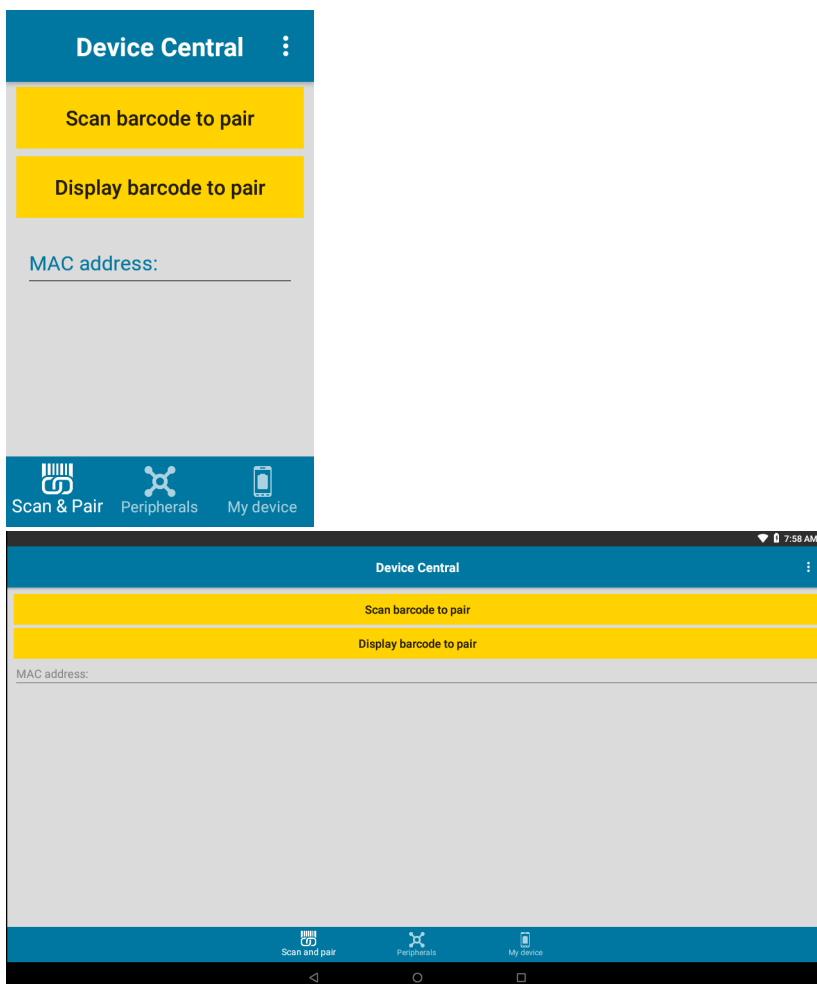 Device Central
Scan barcode to pair
Display barcode to pair
MAC address:
Scan & Pair Peripherals My device
7:58 AM
Device Central
Scan barcode to pair
Display barcode to pair
MAC address:
Scan and pair Peripherals My device